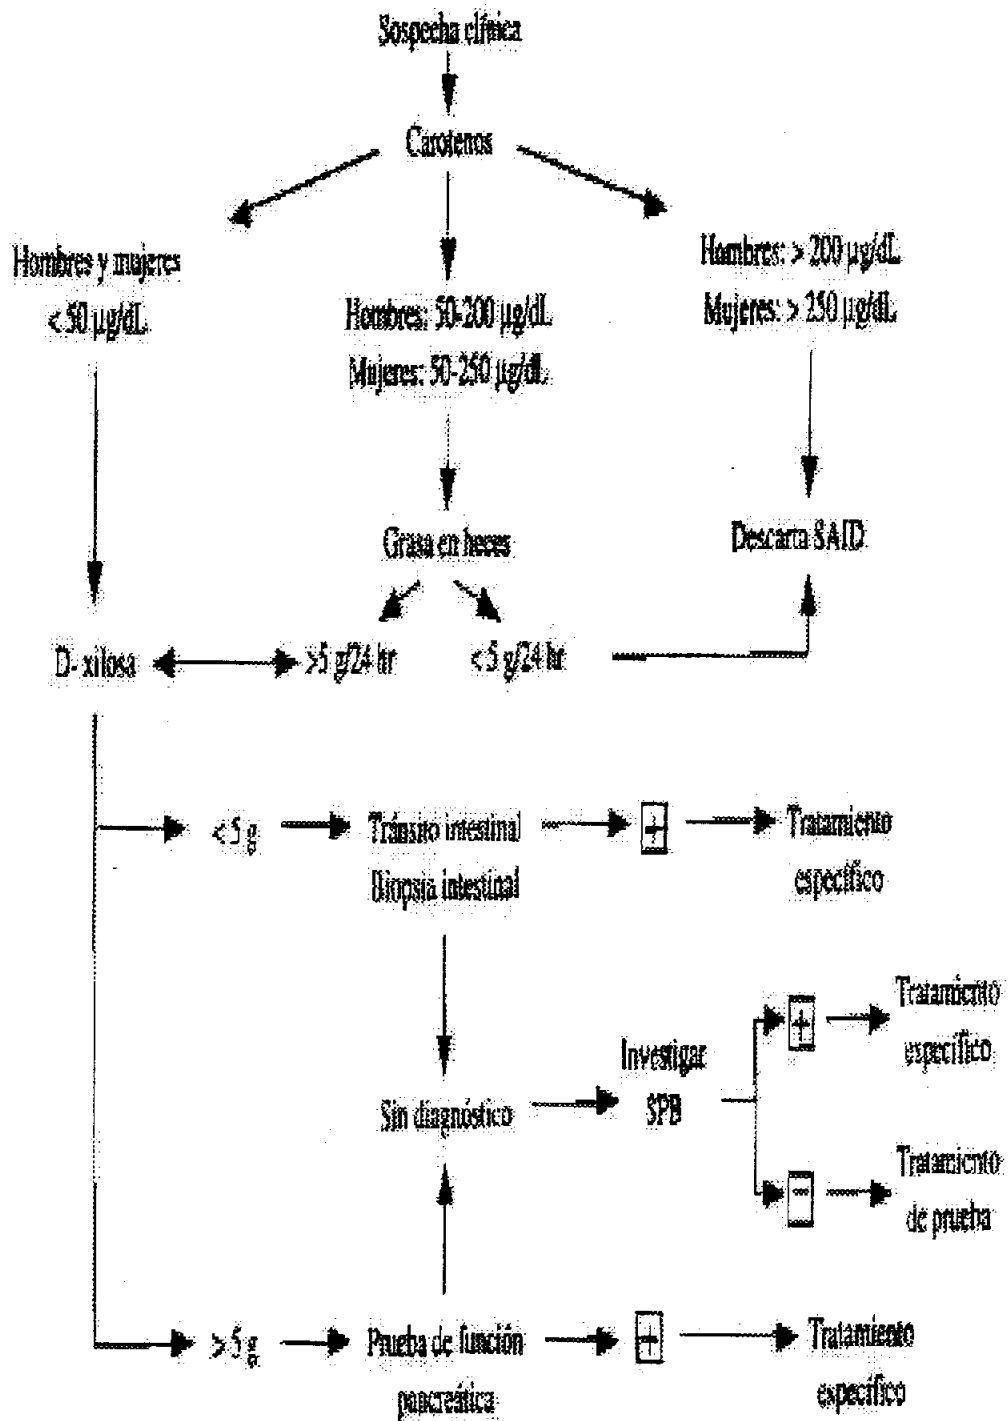 Sospecha clínica
Carotenos
Hombres y mujeres
< 50 µg/dL
Hombres: 50-200 µg/dL
Mujeres: 50-250 µg/dL
Hombres: > 200 µg/dL
Mujeres: > 250 µg/dL
Grasa en heces
Descarta SAID
D- xilosa
>5 g/24 hr
<5 g/24 hr
< 5 g
Tránsito intestinal
Biopsia intestinal
+
Tratamiento
específico
Sin diagnóstico
Investigar
SPB
+
Tratamiento
específico
−
Tratamiento
de prueba
> 5 g
Prueba de función
pancreática
+
Tratamiento
expecífico